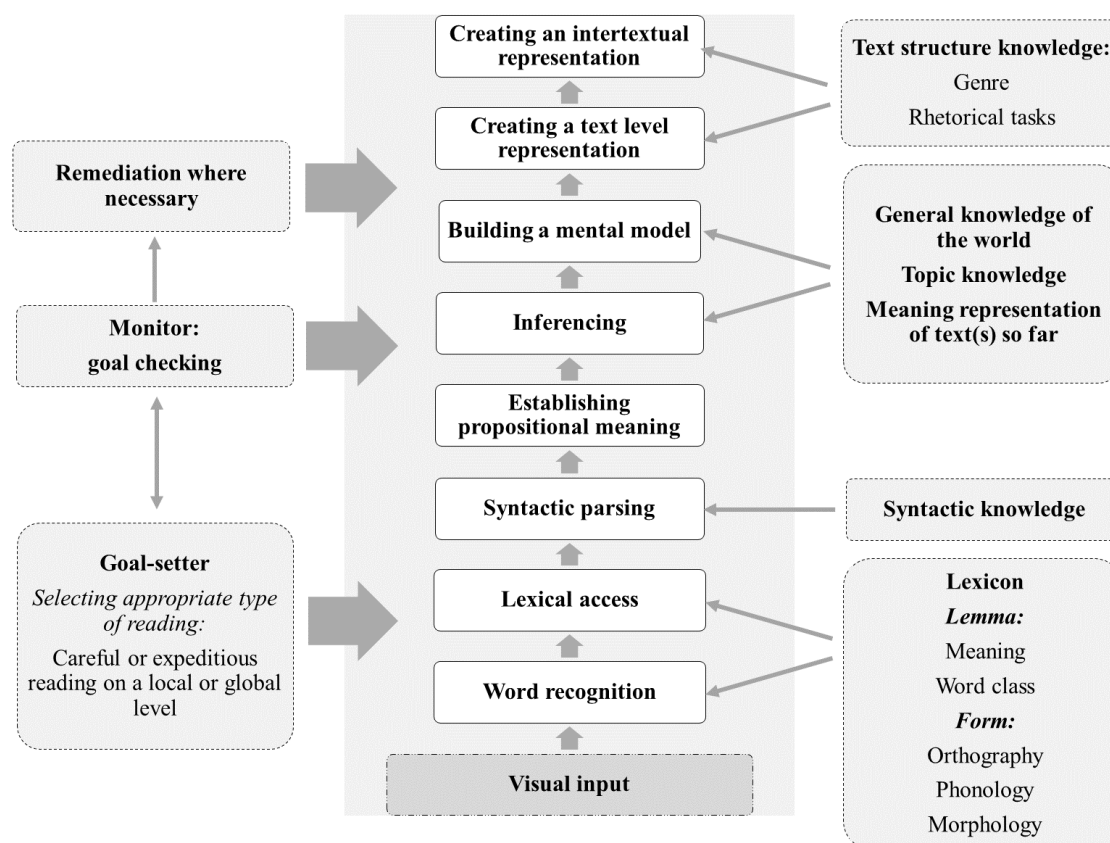 Creating an intertextual
representation
Creating a text level
representation
Building a mental model
Inferencing
Establishing
propositional meaning
Syntactic parsing
Lexical access
Word recognition
Visual input
Remediation where
necessary
Monitor:
goal checking
Goal-setter
Selecting appropriate type
of reading:
Careful or expeditious
reading on a local or global
level
Text structure knowledge:
Genre
Rhetorical tasks
General knowledge of
the world
Topic knowledge
Meaning representation
of text(s) so far
Syntactic knowledge
Lexicon
Lemma:
Meaning
Word class
Form:
Orthography
Phonology
Morphology